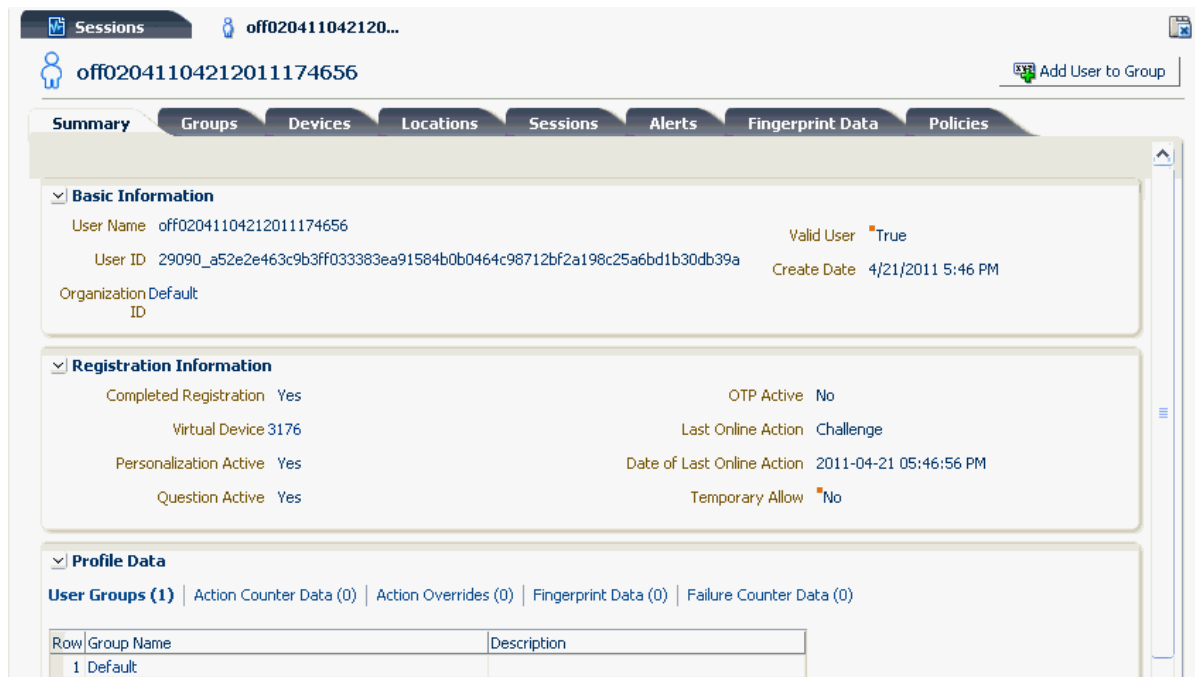 Sessions off020411042120...
off02041104212011174656 Add User to Group
Summary Groups Devices Locations Sessions Alerts Fingerprint Data Policies
Basic Information
User Name off02041104212011174656
Valid User True
User ID 29090_a52e2e463c9b3ff033383ea91584b0b0464c98712bf2a198c25a6bd1b30db39a
Create Date 4/21/2011 5:46 PM
Organization Default
ID
Registration Information
Completed Registration Yes OTP Active No
Virtual Device 3176 Last Online Action Challenge
Personalization Active Yes Date of Last Online Action 2011-04-21 05:46:56 PM
Question Active Yes Temporary Allow No
Profile Data
User Groups (1) | Action Counter Data (0) | Action Overrides (0) | Fingerprint Data (0) | Failure Counter Data (0)
Row Group Name Description
1 Default